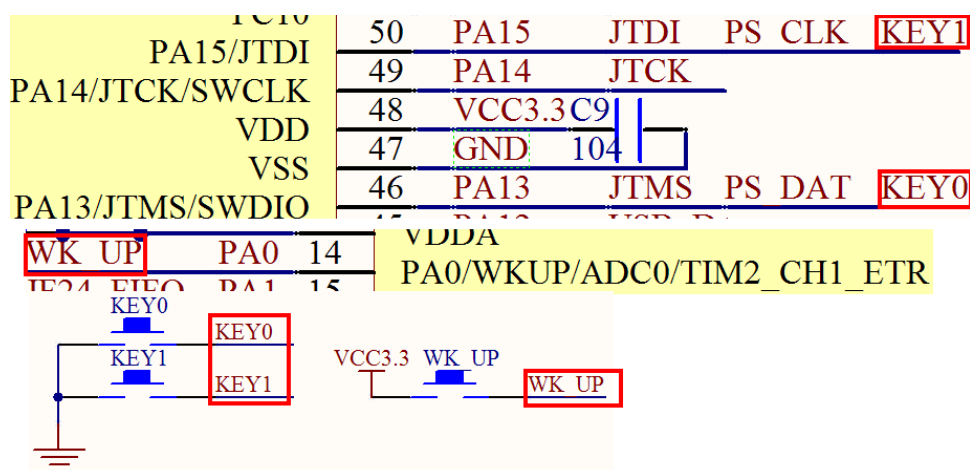 PC10
50 PA15 JTDI PS CLK KEY1
PA15/JTDI
49 PA14 JTCK
PA14/JTCK/SWCLK
48 VCC3.3 C9
VDD
47 GND 104
VSS
46 PA13 JTMS PS DAT KEY0
PA13/JTMS/SWDIO
VDDA
WK UP PA0 14
PA0/WKUP/ADC0/TIM2_CH1_ETR
PA1 15
KEY0
KEY0
KEY1
VCC3.3 WK UP
KEY1
WK UP